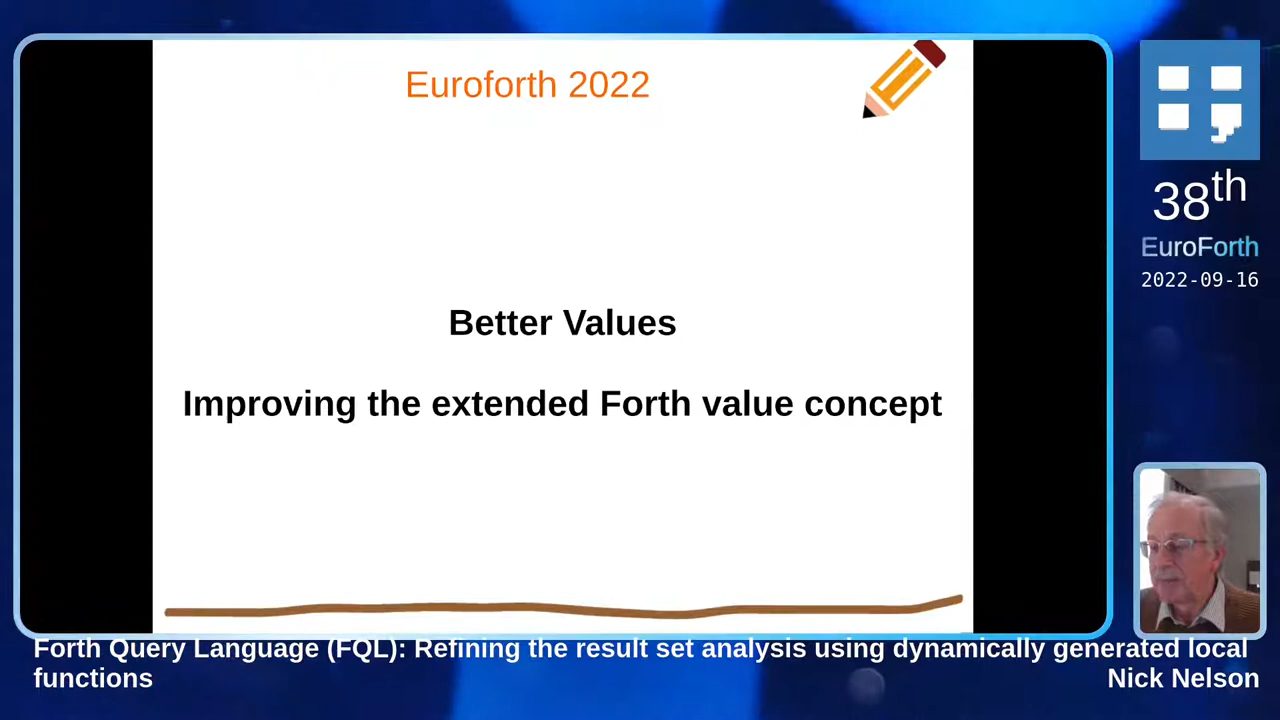 Euroforth 2022
Better Values
Improving the extended Forth value concept
38th
EuroForth
2022-09-16
Forth Query Language (FQL): Refining the result set analysis using dynamically generated local
functions
Nick Nelson